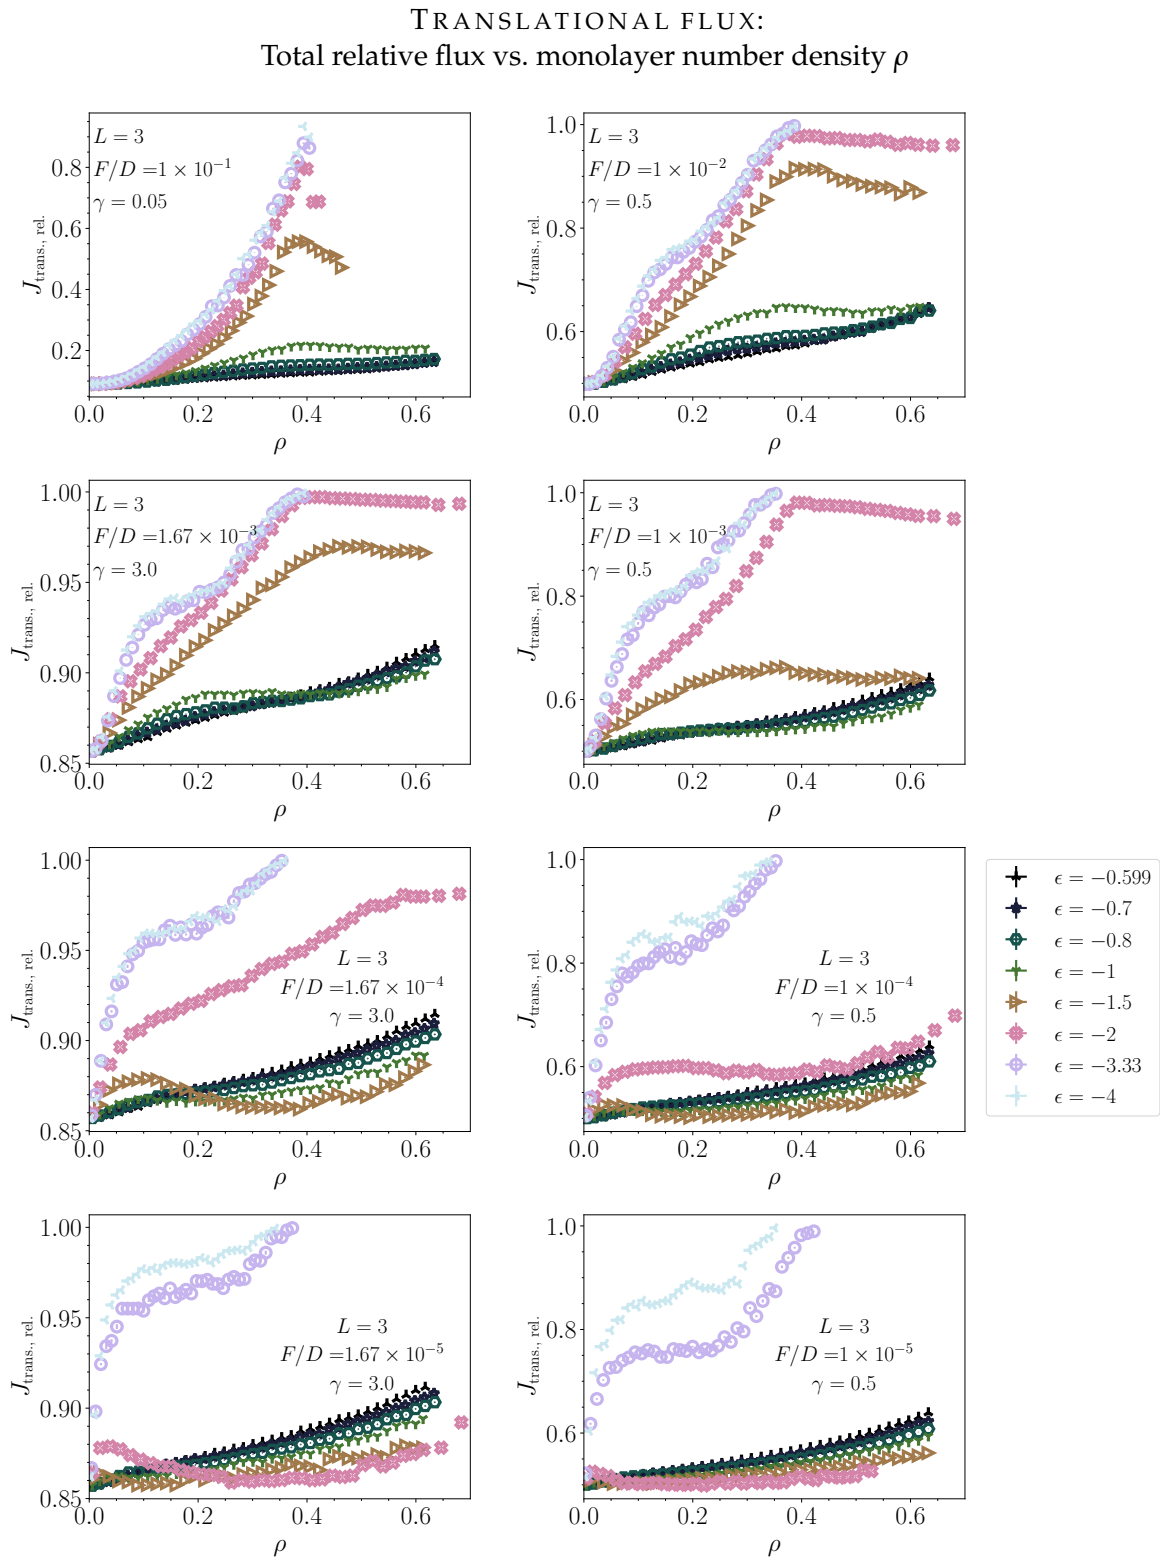 TRANSLATIONAL FLUX:
Total relative flux vs. monolayer number density ρ
L = 3
F/D =1 × 10⁻¹
γ = 0.05
J_trans., rel.
0.8
0.6
0.4
0.2
0.0 0.2 0.4 0.6
ρ
L = 3
F/D =1 × 10⁻²
γ = 0.5
J_trans., rel.
1.0
0.8
0.6
0.0 0.2 0.4 0.6
ρ
L = 3
F/D =1.67 × 10⁻³
γ = 3.0
J_trans., rel.
1.00
0.95
0.90
0.85
0.0 0.2 0.4 0.6
ρ
L = 3
F/D =1 × 10⁻³
γ = 0.5
J_trans., rel.
1.0
0.8
0.6
0.0 0.2 0.4 0.6
ρ
L = 3
F/D =1.67 × 10⁻⁴
γ = 3.0
J_trans., rel.
1.00
0.95
0.90
0.85
0.0 0.2 0.4 0.6
ρ
L = 3
F/D =1 × 10⁻⁴
γ = 0.5
J_trans., rel.
1.0
0.8
0.6
0.0 0.2 0.4 0.6
ρ
ϵ = −0.599
ϵ = −0.7
ϵ = −0.8
ϵ = −1
ϵ = −1.5
ϵ = −2
ϵ = −3.33
ϵ = −4
L = 3
F/D =1.67 × 10⁻⁵
γ = 3.0
J_trans., rel.
1.00
0.95
0.90
0.85
0.0 0.2 0.4 0.6
ρ
L = 3
F/D =1 × 10⁻⁵
γ = 0.5
J_trans., rel.
1.0
0.8
0.6
0.0 0.2 0.4 0.6
ρ